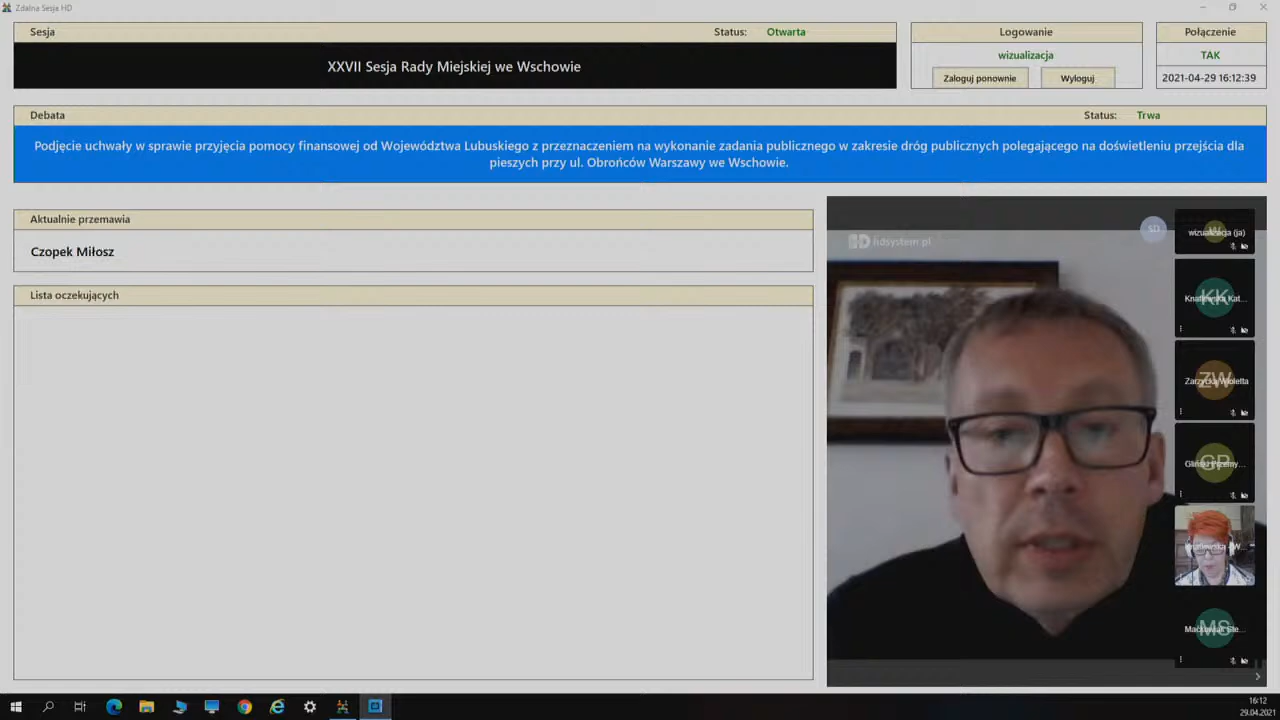 Zdalna Sesja HD
Sesja
Status:
Otwarta
XXVII Sesja Rady Miejskiej we Wschowie
Logowanie
wizualizacja
Zaloguj ponownie
Wyloguj
Połączenie
TAK
2021-04-29 16:12:39
Debata
Status:
Trwa
Podjęcie uchwały w sprawie przyjęcia pomocy finansowej od Województwa Lubuskiego z przeznaczeniem na wykonanie zadania publicznego w zakresie dróg publicznych polegającego na doświetleniu przejścia dla
pieszych przy ul. Obrońców Warszawy we Wschowie.
Aktualnie przemawia
Czopek Miłosz
Lista oczekujących
hdsystem.pl
SD
wizualizacja (ja)
KK
Knaflewska Kat...
ZW
Zarzycka Wioletta
GP
Knaflewska - W...
MS
16:12
29.04.2021